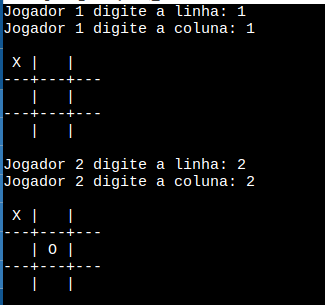 Jogador 1 digite a linha: 1
Jogador 1 digite a coluna: 1
 X |   |
---+---+---
   |   |
---+---+---
   |   |
Jogador 2 digite a linha: 2
Jogador 2 digite a coluna: 2
 X |   |
---+---+---
   | O |
---+---+---
   |   |